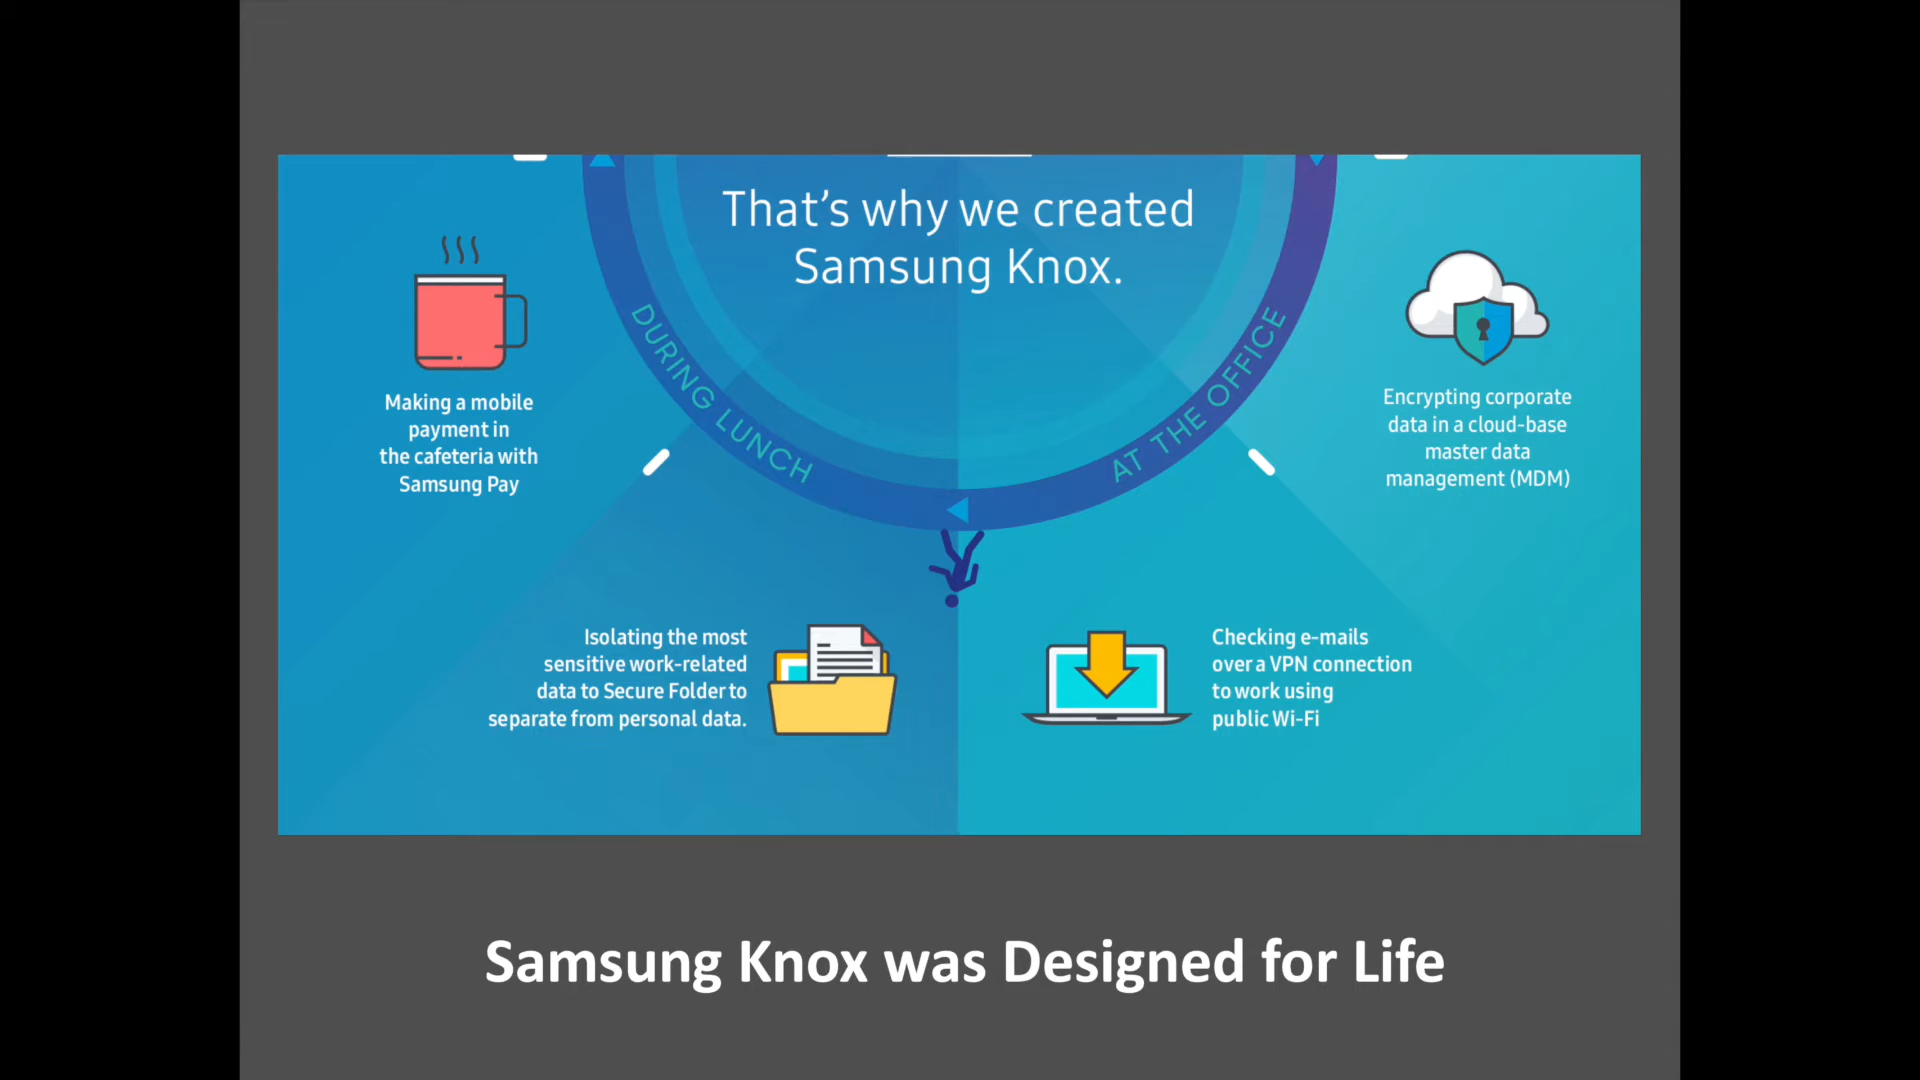 That's why we created
Samsung Knox.
DURING LUNCH
AT THE OFFICE
Making a mobile
payment in
the cafeteria with
Samsung Pay
Encrypting corporate
data in a cloud-base
master data
management (MDM)
Isolating the most
sensitive work-related
data to Secure Folder to
separate from personal data.
Checking e-mails
over a VPN connection
to work using
public Wi-Fi
Samsung Knox was Designed for Life